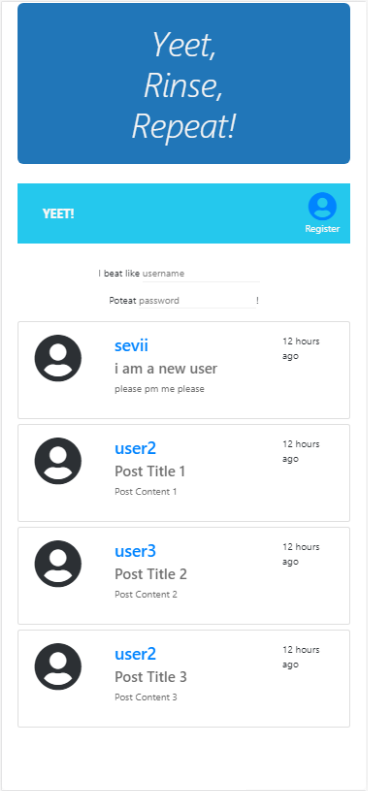 Yeet,
Rinse,
Repeat!
YEET!
Register
I beat like username
Poteat password !
sevii
12 hours
ago
i am a new user
please pm me please
user2
12 hours
ago
Post Title 1
Post Content 1
user3
12 hours
ago
Post Title 2
Post Content 2
user2
12 hours
ago
Post Title 3
Post Content 3